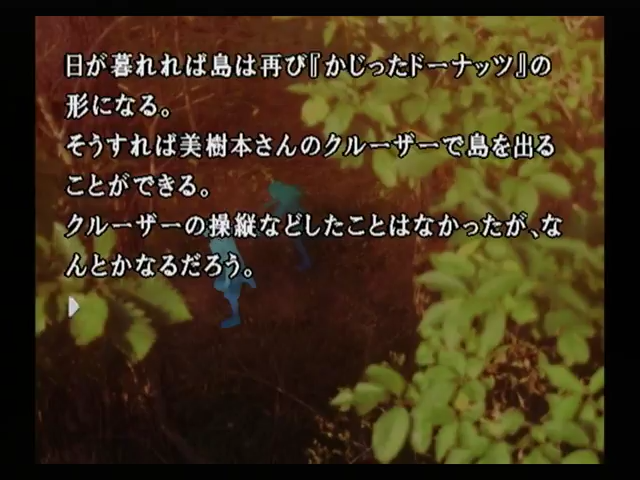 日が暮れれば島は再び『かじったドーナッツ』の
形になる。
そうすれば美樹本さんのクルーザーで島を出る
ことができる。
クルーザーの操縦などしたことはなかったが、な
んとかなるだろう。